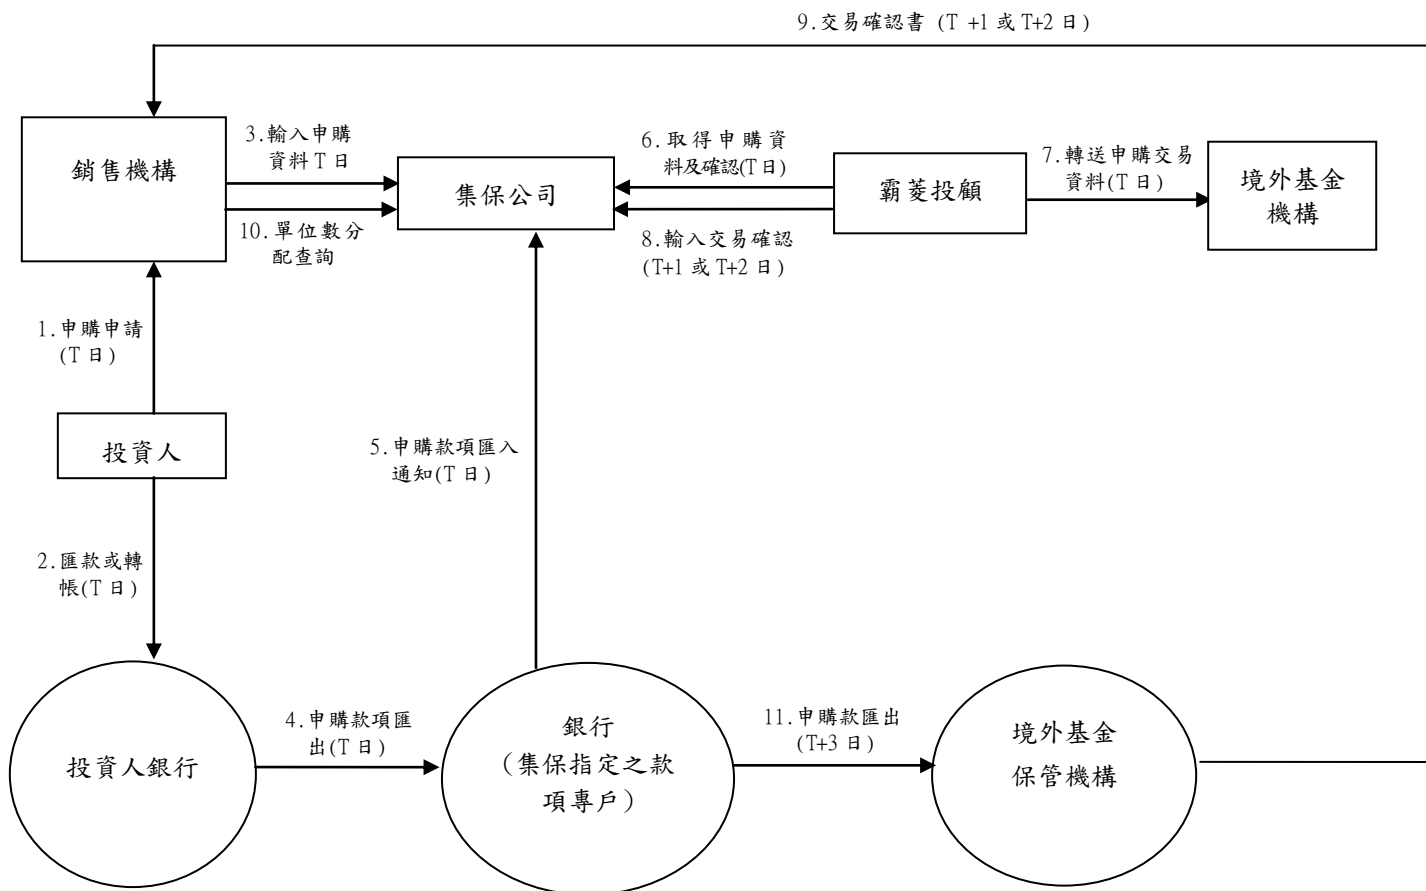 9.交易確認書 (T +1 或 T+2 日)
銷售機構
3.輸入申購
資料 T 日
10.單位數分
配查詢
集保公司
6.取得申購資
料及確認(T 日)
8.輸入交易確認
(T+1 或 T+2 日)
霸菱投顧
7.轉送申購交易
資料(T 日)
境外基金
機構
1.申購申請
(T 日)
投資人
5.申購款項匯入
通知(T 日)
2.匯款或轉
帳(T 日)
投資人銀行
4.申購款項匯
出(T 日)
銀行
（集保指定之款
項專戶）
11.申購款匯出
(T+3 日)
境外基金
保管機構